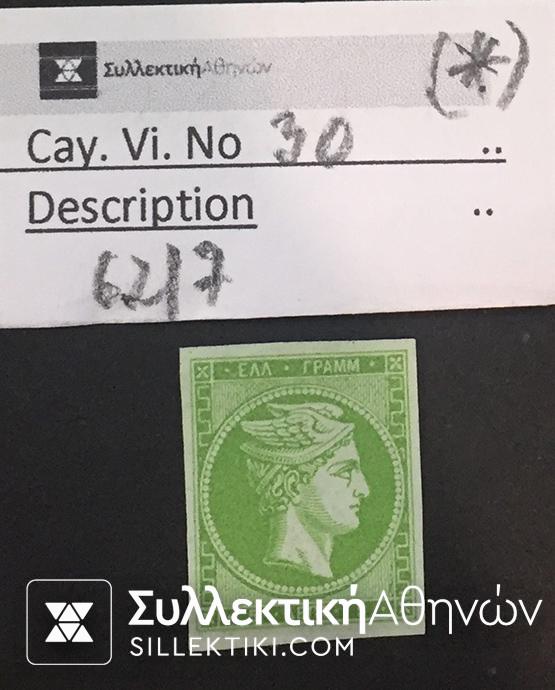 ΣυλλεκτικήΑθηνών (*)
Cay. Vi. No 30 ..
Description ..
62/7
ΕΛΛ · ΓΡΑΜΜ
ΣυλλεκτικήΑθηνών
SILLEKTIKI.COM